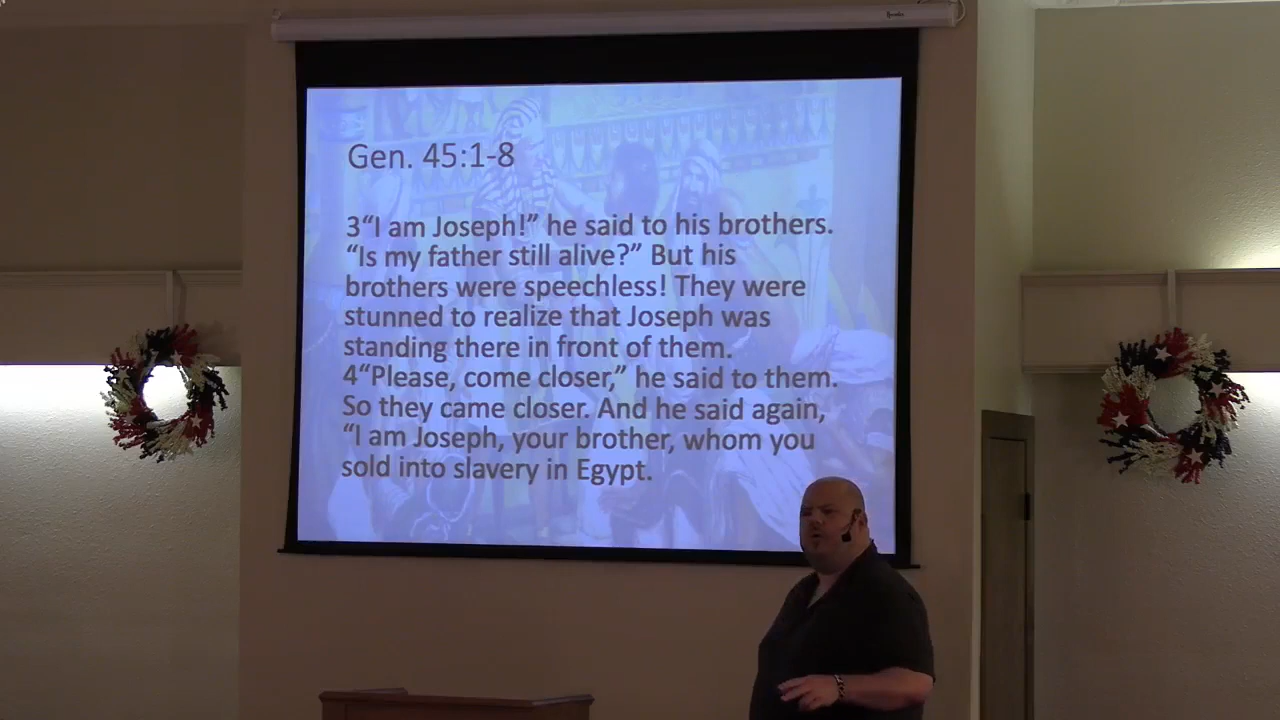 Gen. 45:1-8
3“I am Joseph!” he said to his brothers.
“Is my father still alive?” But his
brothers were speechless! They were
stunned to realize that Joseph was
standing there in front of them.
4“Please, come closer,” he said to them.
So they came closer. And he said again,
“I am Joseph, your brother, whom you
sold into slavery in Egypt.